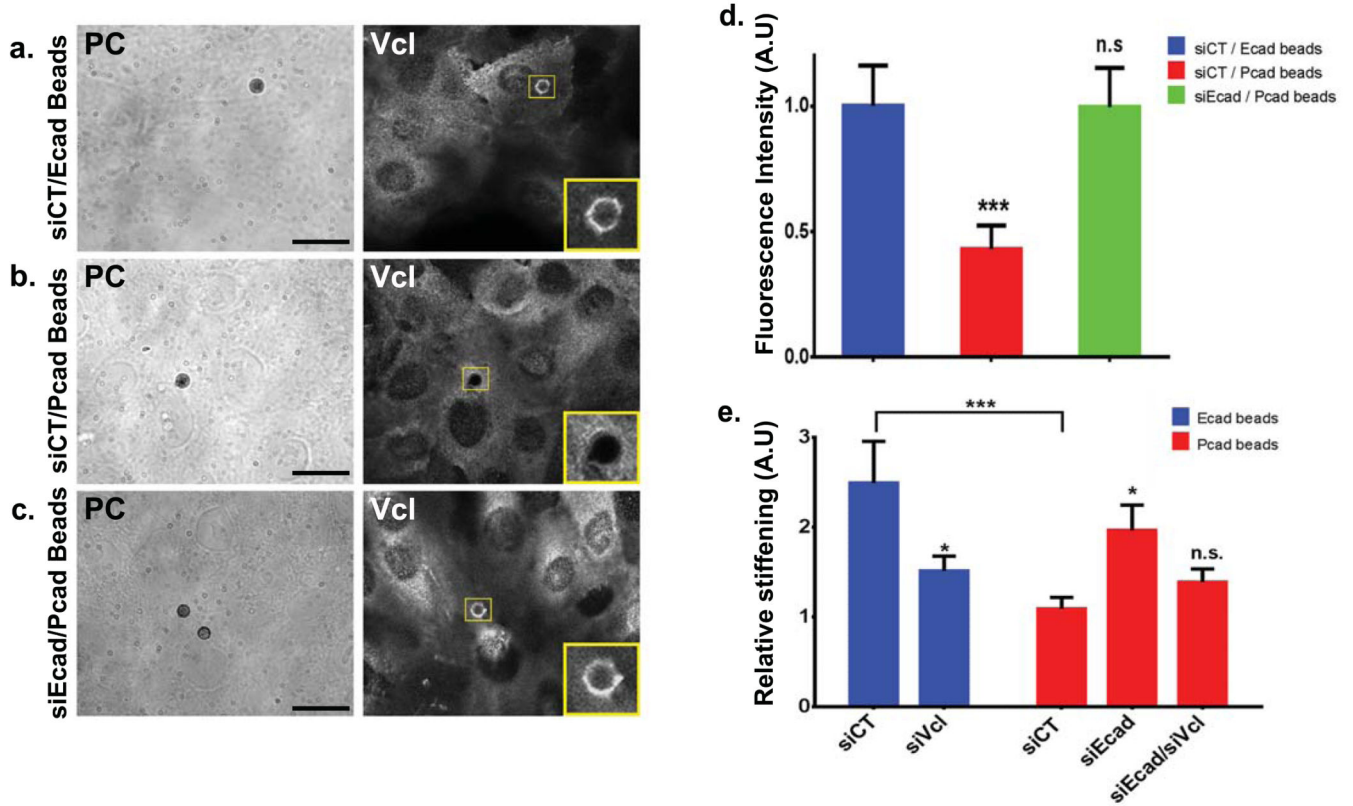 a.
siCT/Ecad Beads
PC
Vcl
b.
siCT/Pcad Beads
PC
Vcl
c.
siEcad/Pcad Beads
PC
Vcl
d.
Fluorescence Intensity (A.U)
1.0
0.5
0.0
***
n.s
siCT / Ecad beads
siCT / Pcad beads
siEcad / Pcad beads
e.
Relative stiffening (A.U)
3
2
1
0
***
*
*
n.s.
Ecad beads
Pcad beads
siCT
siVcl
siCT
siEcad
siEcad/siVcl